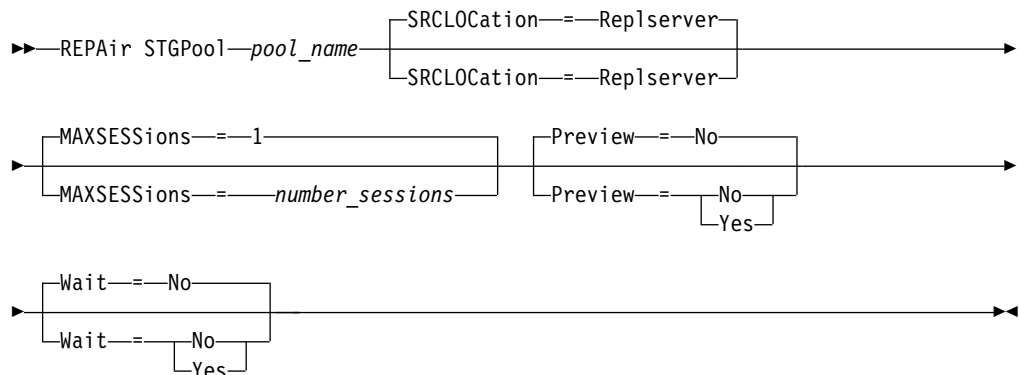 SRCLOCation = Replserver
REPAir STGPool pool_name
SRCLOCation = Replserver
MAXSESSions = 1
MAXSESSions = number_sessions
Preview = No
Preview = No
Yes
Wait = No
Wait = No
Yes